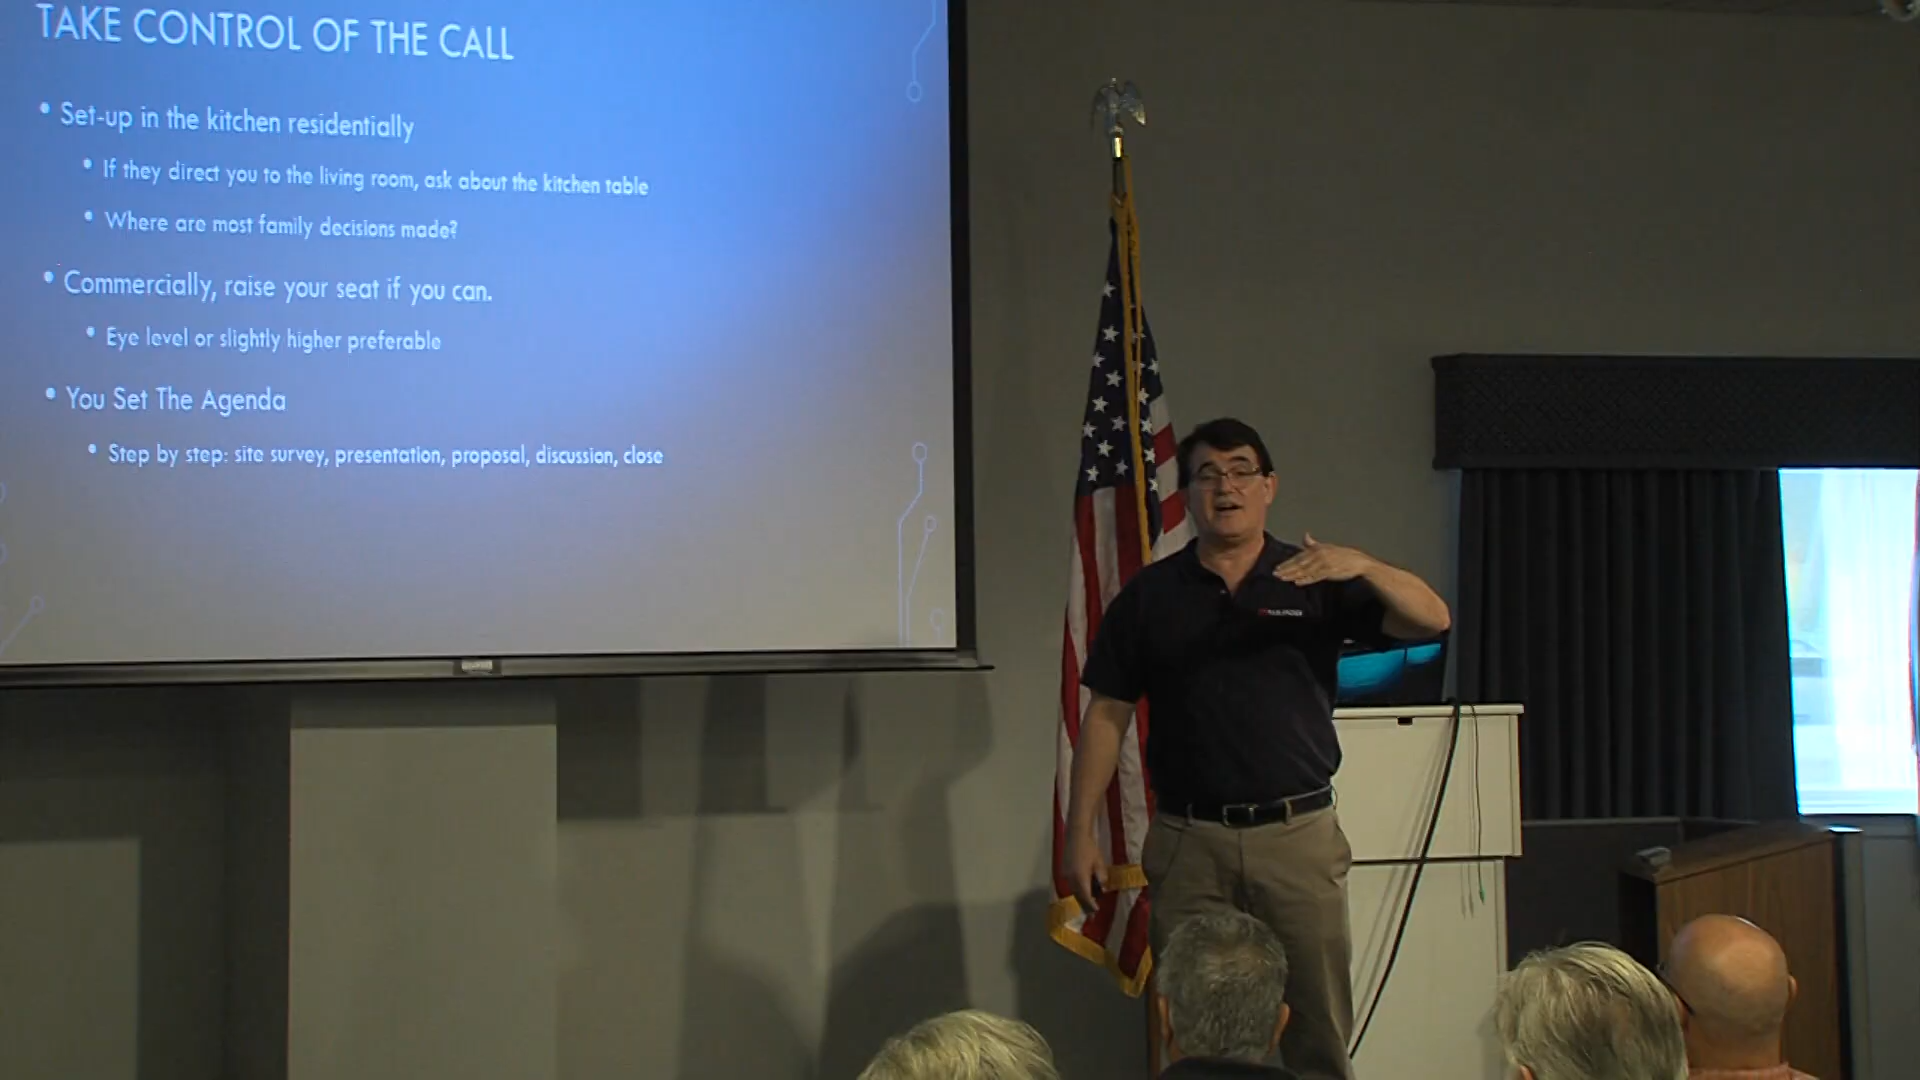 TAKE CONTROL OF THE CALL
• Set-up in the kitchen residentially
• If they direct you to the living room, ask about the kitchen table
• Where are most family decisions made?
• Commercially, raise your seat if you can.
• Eye level or slightly higher preferable
• You Set The Agenda
• Step by step: site survey, presentation, proposal, discussion, close